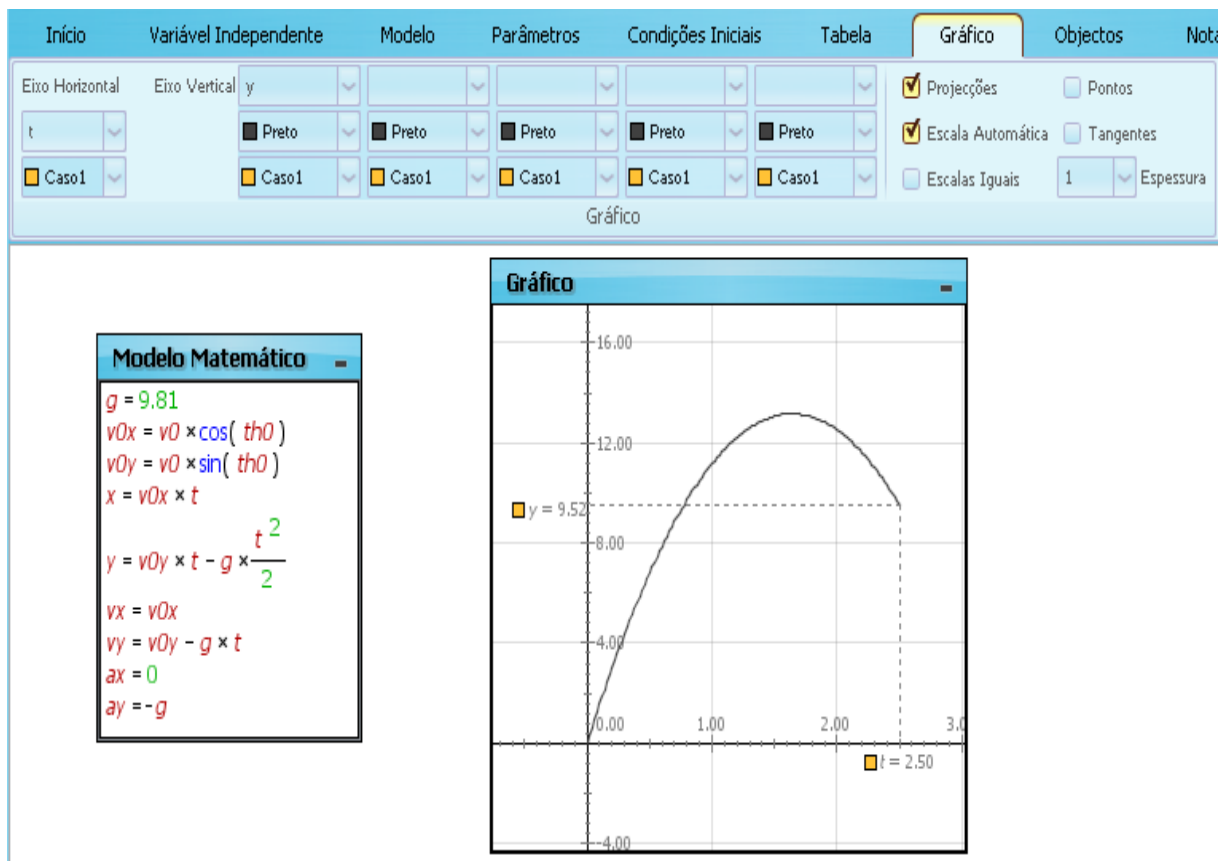 Início Variável Independente Modelo Parâmetros Condições Iniciais Tabela Gráfico Objectos Nota
Eixo Horizontal Eixo Vertical y Projecções Pontos
t Preto Preto Preto Preto Preto Escala Automática Tangentes
Caso1 Caso1 Caso1 Caso1 Caso1 Caso1 Escalas Iguais 1 Espessura
Gráfico
Modelo Matemático
g = 9.81
v0x = v0 × cos( th0 )
v0y = v0 × sin( th0 )
x = v0x × t
y = v0y × t - g × t^2/2
vx = v0x
vy = v0y - g × t
ax = 0
ay = -g
Gráfico
16.00
12.00
y = 9.52
8.00
4.00
0.00 1.00 2.00 3.0
t = 2.50
-4.00